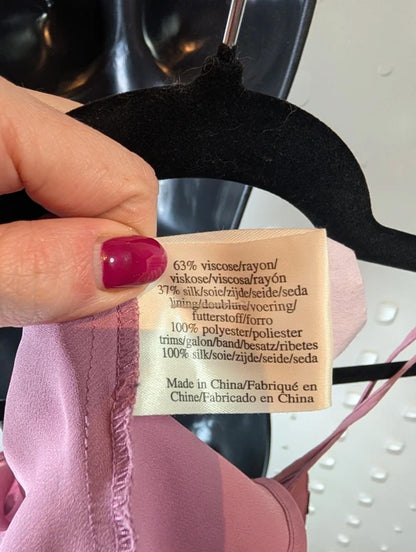 63% viscose/rayon/
viskose/viscosa/rayón
37% silk/soie/zijde/seide/seda
lining/doublure/voering/
futterstoff/forro
100% polyester/poliester
trims/galon/band/besatz/ribetes
100% silk/soie/zijde/seide/seda
Made in China/Fabriqué en
Chine/Fabricado en China